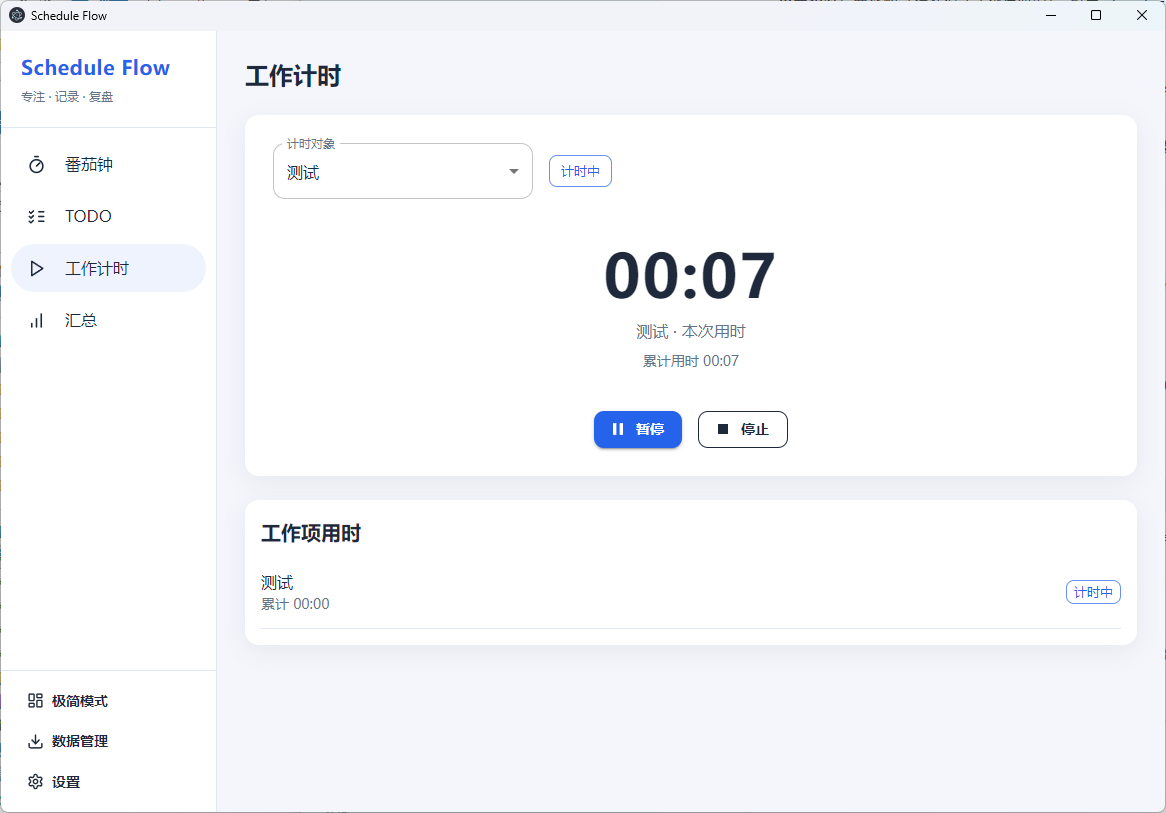 Schedule Flow
Schedule Flow
专注 · 记录 · 复盘
番茄钟
TODO
工作计时
汇总
极简模式
数据管理
设置
工作计时
计时对象
测试
计时中
00:07
测试 · 本次用时
累计用时 00:07
暂停
停止
工作项用时
测试
累计 00:00
计时中